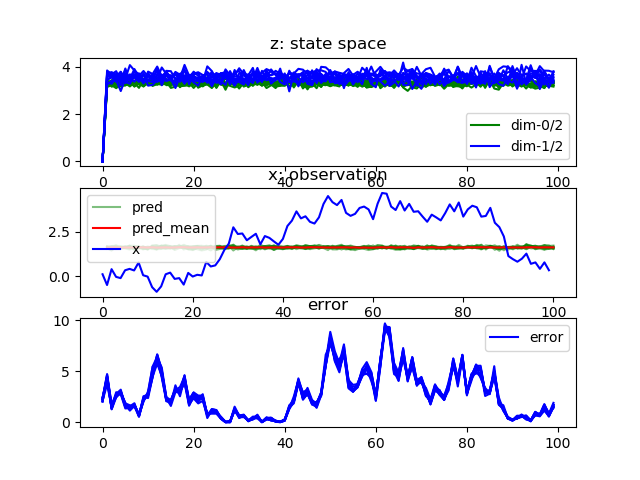 z: state space
4
2
0
dim-0/2
dim-1/2
0 20 40 60 80 100
x: observation
2.5
0.0
pred
pred_mean
x
0 20 40 60 80 100
error
10
5
0
error
0 20 40 60 80 100